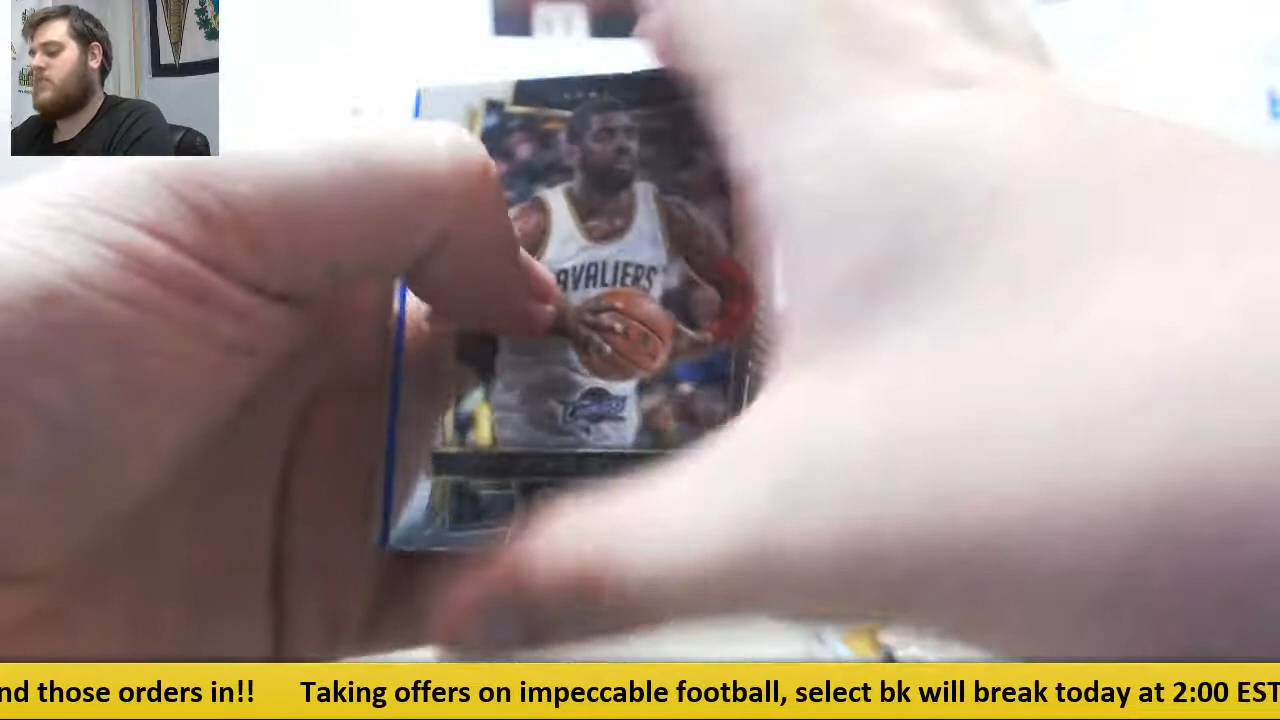 AVALIERS
nd those orders in!! Taking offers on impeccable football, select bk will break today at 2:00 EST